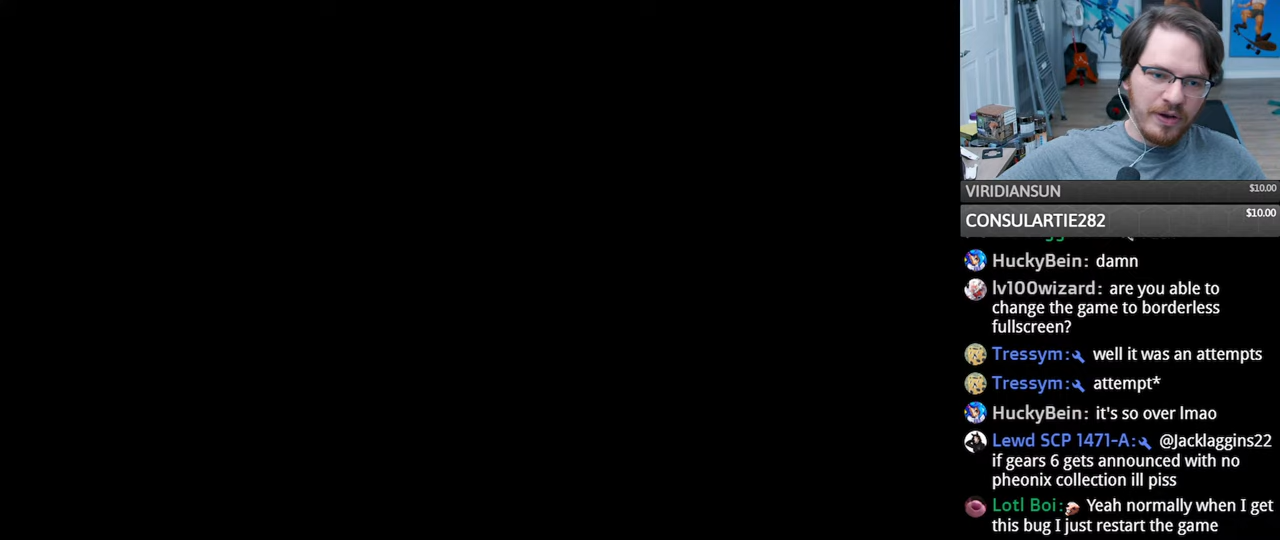 VIRIDIANSUN $10.00
CONSULARTIE282 $10.00
HuckyBein: damn
lv100wizard: are you able to
change the game to borderless
fullscreen?
Tressym: well it was an attempts
Tressym: attempt*
HuckyBein: it's so over lmao
Lewd SCP 1471-A: @Jacklaggins22
if gears 6 gets announced with no
pheonix collection ill piss
Lotl Boi: Yeah normally when I get
this bug I just restart the game